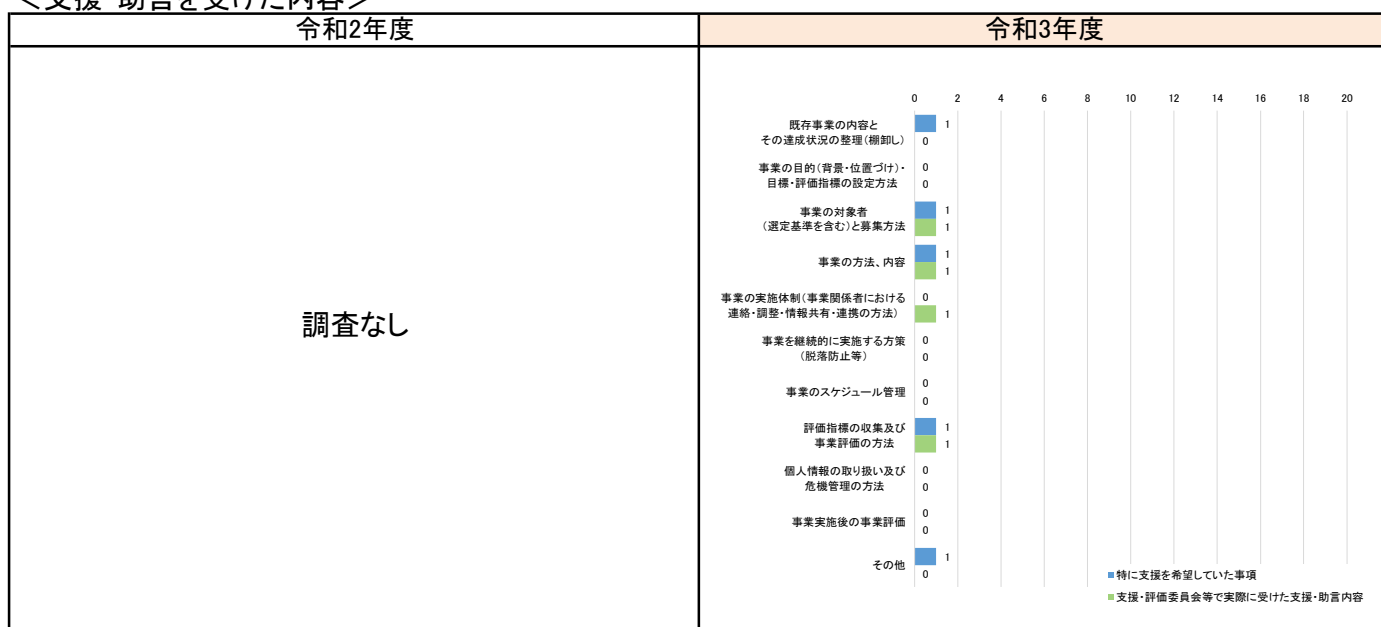 ＜支援・助言を受けた内容＞
令和2年度
令和3年度
調査なし
0 2 4 6 8 10 12 14 16 18 20
既存事業の内容と
その達成状況の整理(棚卸し)
1
0
事業の目的(背景・位置づけ)・
目標・評価指標の設定方法
0
0
事業の対象者
(選定基準を含む)と募集方法
1
1
事業の方法、内容
1
1
事業の実施体制(事業関係者における
連絡・調整・情報共有・連携の方法)
0
1
事業を継続的に実施する方策
(脱落防止等)
0
0
事業のスケジュール管理
0
0
評価指標の収集及び
事業評価の方法
1
1
個人情報の取り扱い及び
危機管理の方法
0
0
事業実施後の事業評価
0
0
その他
1
0
特に支援を希望していた事項
支援・評価委員会等で実際に受けた支援・助言内容